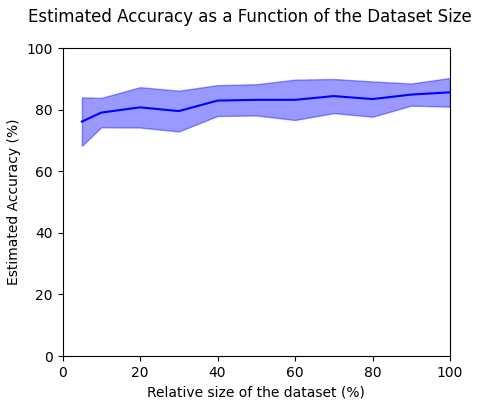 Estimated Accuracy as a Function of the Dataset Size
100
80
60
40
20
0
Estimated Accuracy (%)
0 20 40 60 80 100
Relative size of the dataset (%)